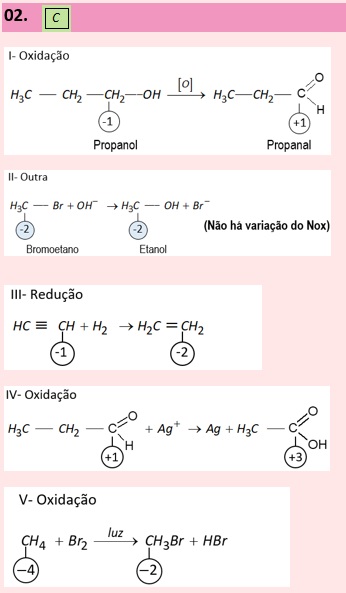 02. C
I- Oxidação
H₃C — CH₂ — CH₂ — OH [O] → H₃C — CH₂ — C O H
-1 +1
Propanol Propanal
II- Outra
H₃C — Br + OH⁻ → H₃C — OH + Br⁻
-2 -2 (Não há variação do Nox)
Bromoetano Etanol
III- Redução
HC ≡ CH + H₂ → H₂C = CH₂
-1 -2
IV- Oxidação
H₃C — CH₂ — C O H + Ag⁺ → Ag + H₃C — C O OH
+1 +3
V- Oxidação
CH₄ + Br₂ luz → CH₃Br + HBr
−4 −2